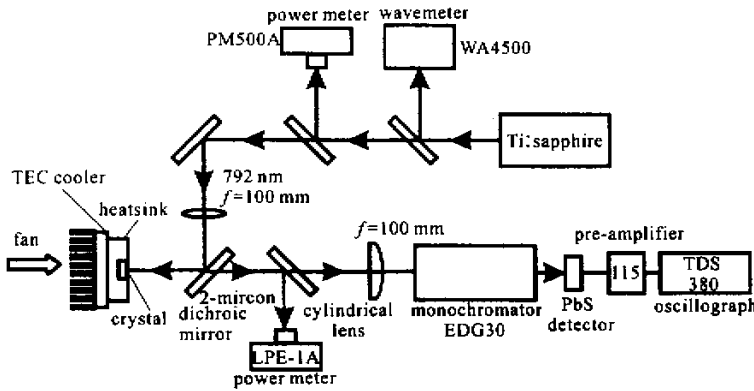 power meter
PM500A
wavemeter
WA4500
Ti:sapphire
792 nm
f=100 mm
TEC cooler
heatsink
fan
crystal
2-mircon
dichroic
mirror
f=100 mm
cylindrical
lens
LPE-1A
power meter
monochromator
EDG30
pre-amplifier
115
PbS
detector
TDS
380
oscillograph